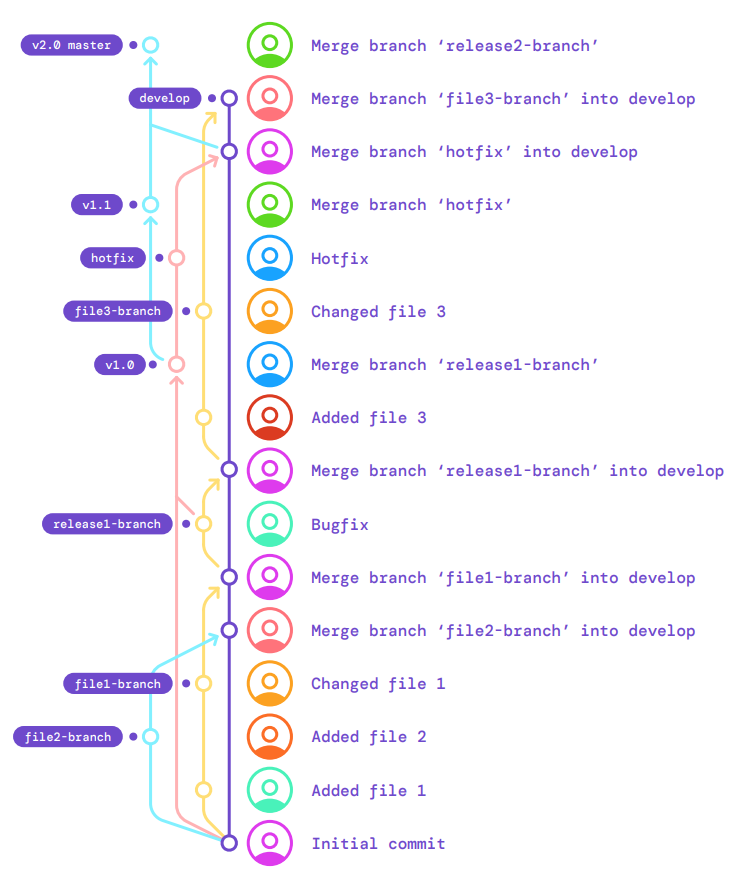 v2.0 master
Merge branch ‘release2-branch’
develop
Merge branch ‘file3-branch’ into develop
Merge branch ‘hotfix’ into develop
v1.1
Merge branch ‘hotfix’
hotfix
Hotfix
file3-branch
Changed file 3
v1.0
Merge branch ‘release1-branch’
Added file 3
Merge branch ‘release1-branch’ into develop
release1-branch
Bugfix
Merge branch ‘file1-branch’ into develop
Merge branch ‘file2-branch’ into develop
file1-branch
Changed file 1
file2-branch
Added file 2
Added file 1
Initial commit